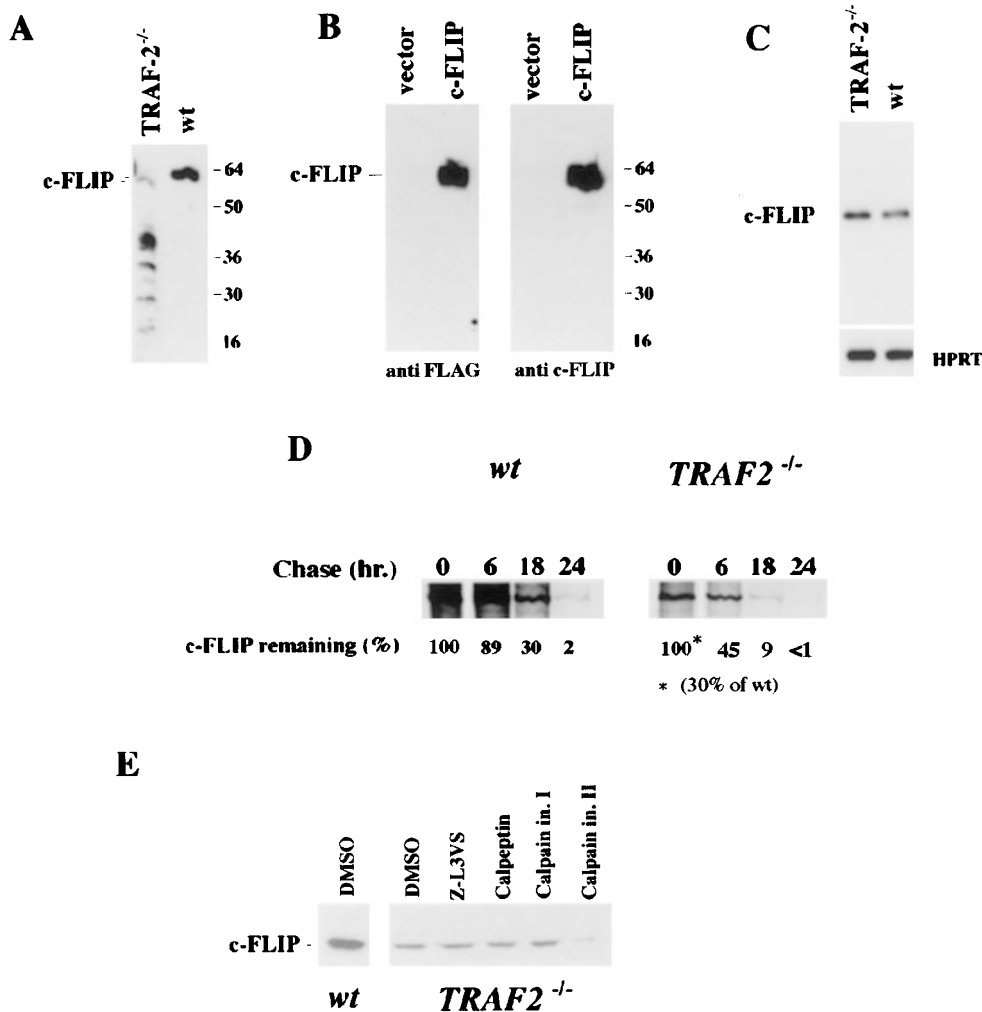 A
TRAF-2-/-
wt
c-FLIP -
- 64
- 50
- 36
- 30
16
B
vector
c-FLIP
vector
c-FLIP
c-FLIP -
- 64
- 50
- 36
- 30
16
anti FLAG
anti c-FLIP
C
TRAF-2-/-
wt
c-FLIP
HPRT
D
wt
TRAF2 -/-
Chase (hr.) 0 6 18 24
0 6 18 24
c-FLIP remaining (%) 100 89 30 2
100* 45 9 <1
* (30% of wt)
E
DMSO
DMSO
Z-L3VS
Calpeptin
Calpain in. I
Calpain in. II
c-FLIP -
wt
TRAF2 -/-